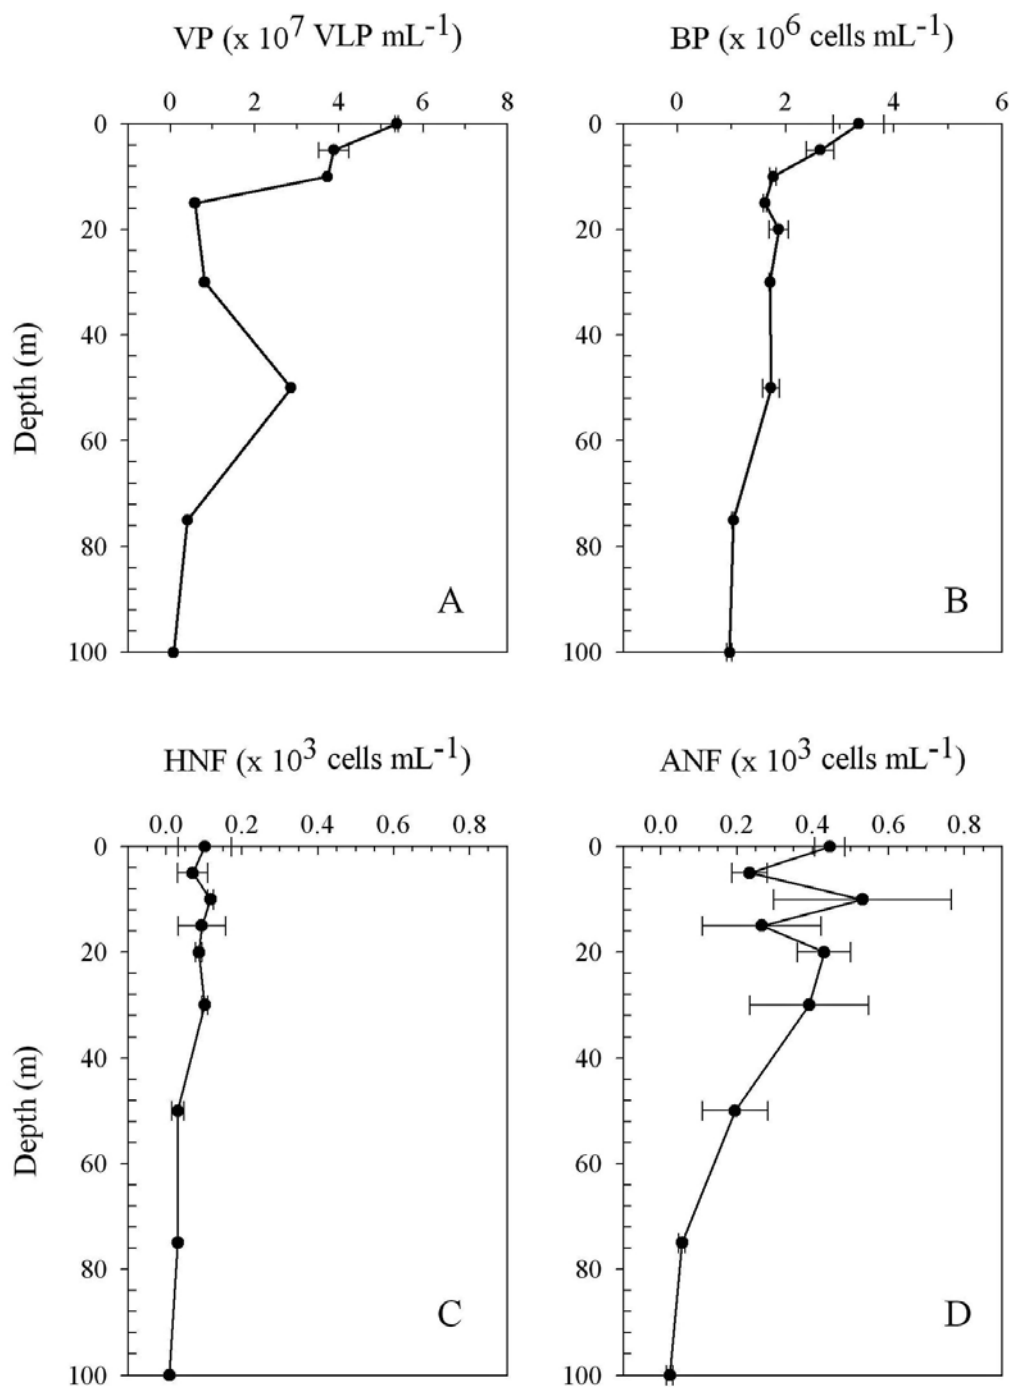 VP (x 10⁷ VLP mL⁻¹)
0 2 4 6 8
0
20
40
60
80
100
Depth (m)
A
BP (x 10⁶ cells mL⁻¹)
0 2 4 6
0
20
40
60
80
100
B
HNF (x 10³ cells mL⁻¹)
0.0 0.2 0.4 0.6 0.8
0
20
40
60
80
100
Depth (m)
C
ANF (x 10³ cells mL⁻¹)
0.0 0.2 0.4 0.6 0.8
0
20
40
60
80
100
D